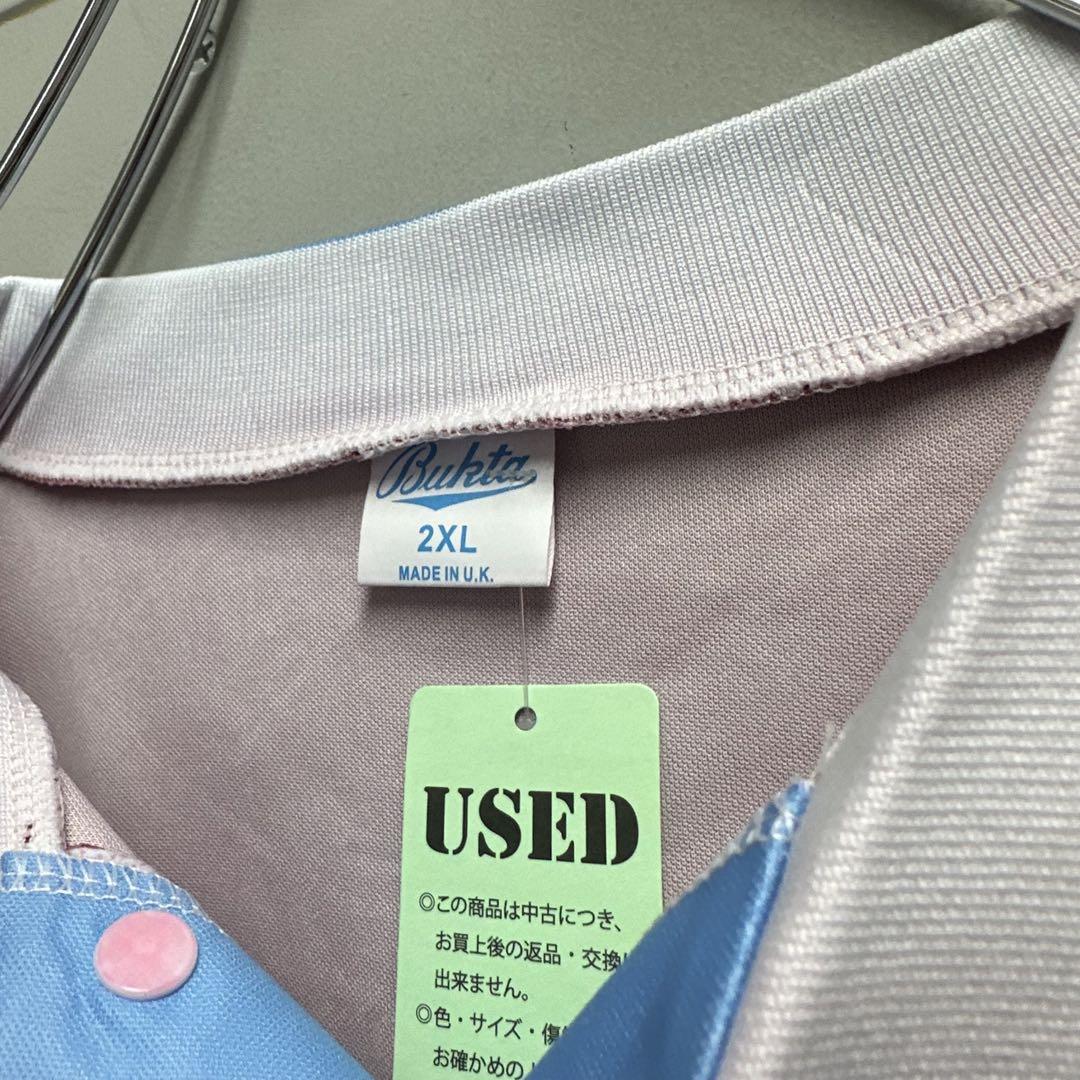 Bukta
2XL
MADE IN U.K.
USED
◎この商品は中古につき、
お買上後の返品・交換
出来ません。
◎色・サイズ・傷
お確かめの